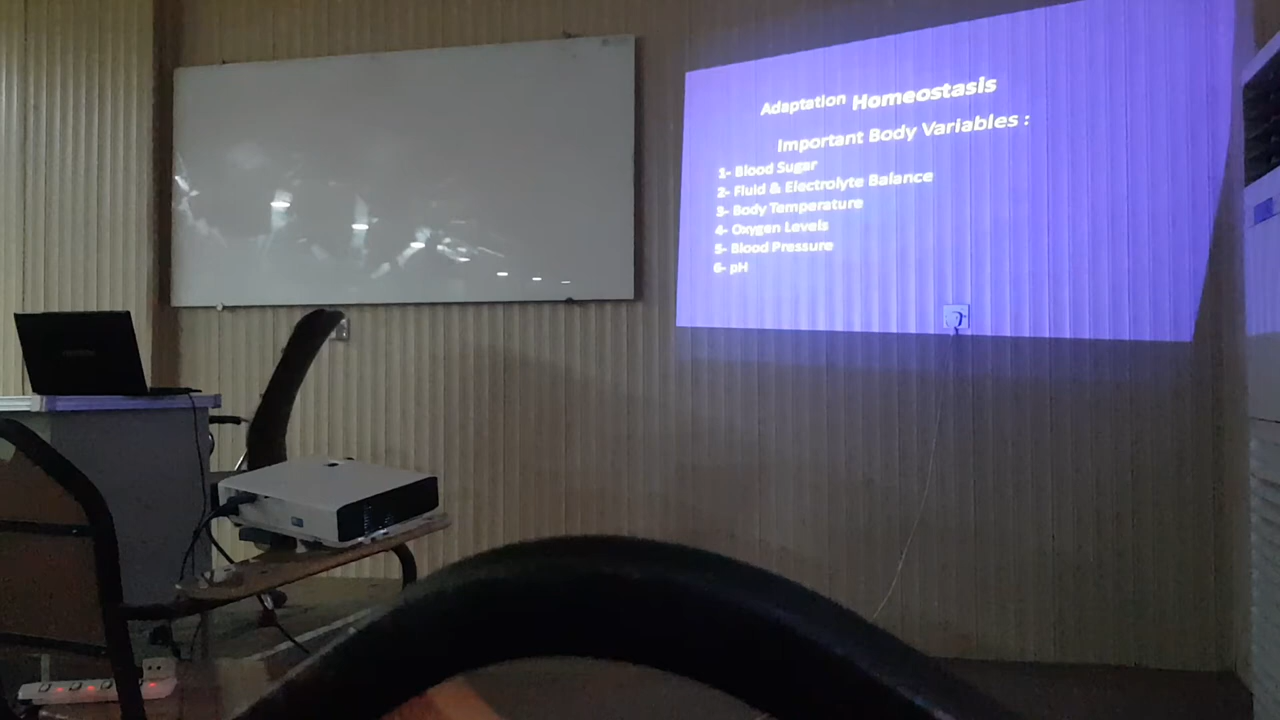 Adaptation Homeostasis
Important Body Variables :
1- Blood Sugar
2- Fluid & Electrolyte Balance
3- Body Temperature
4- Oxygen Levels
5- Blood Pressure
6- pH